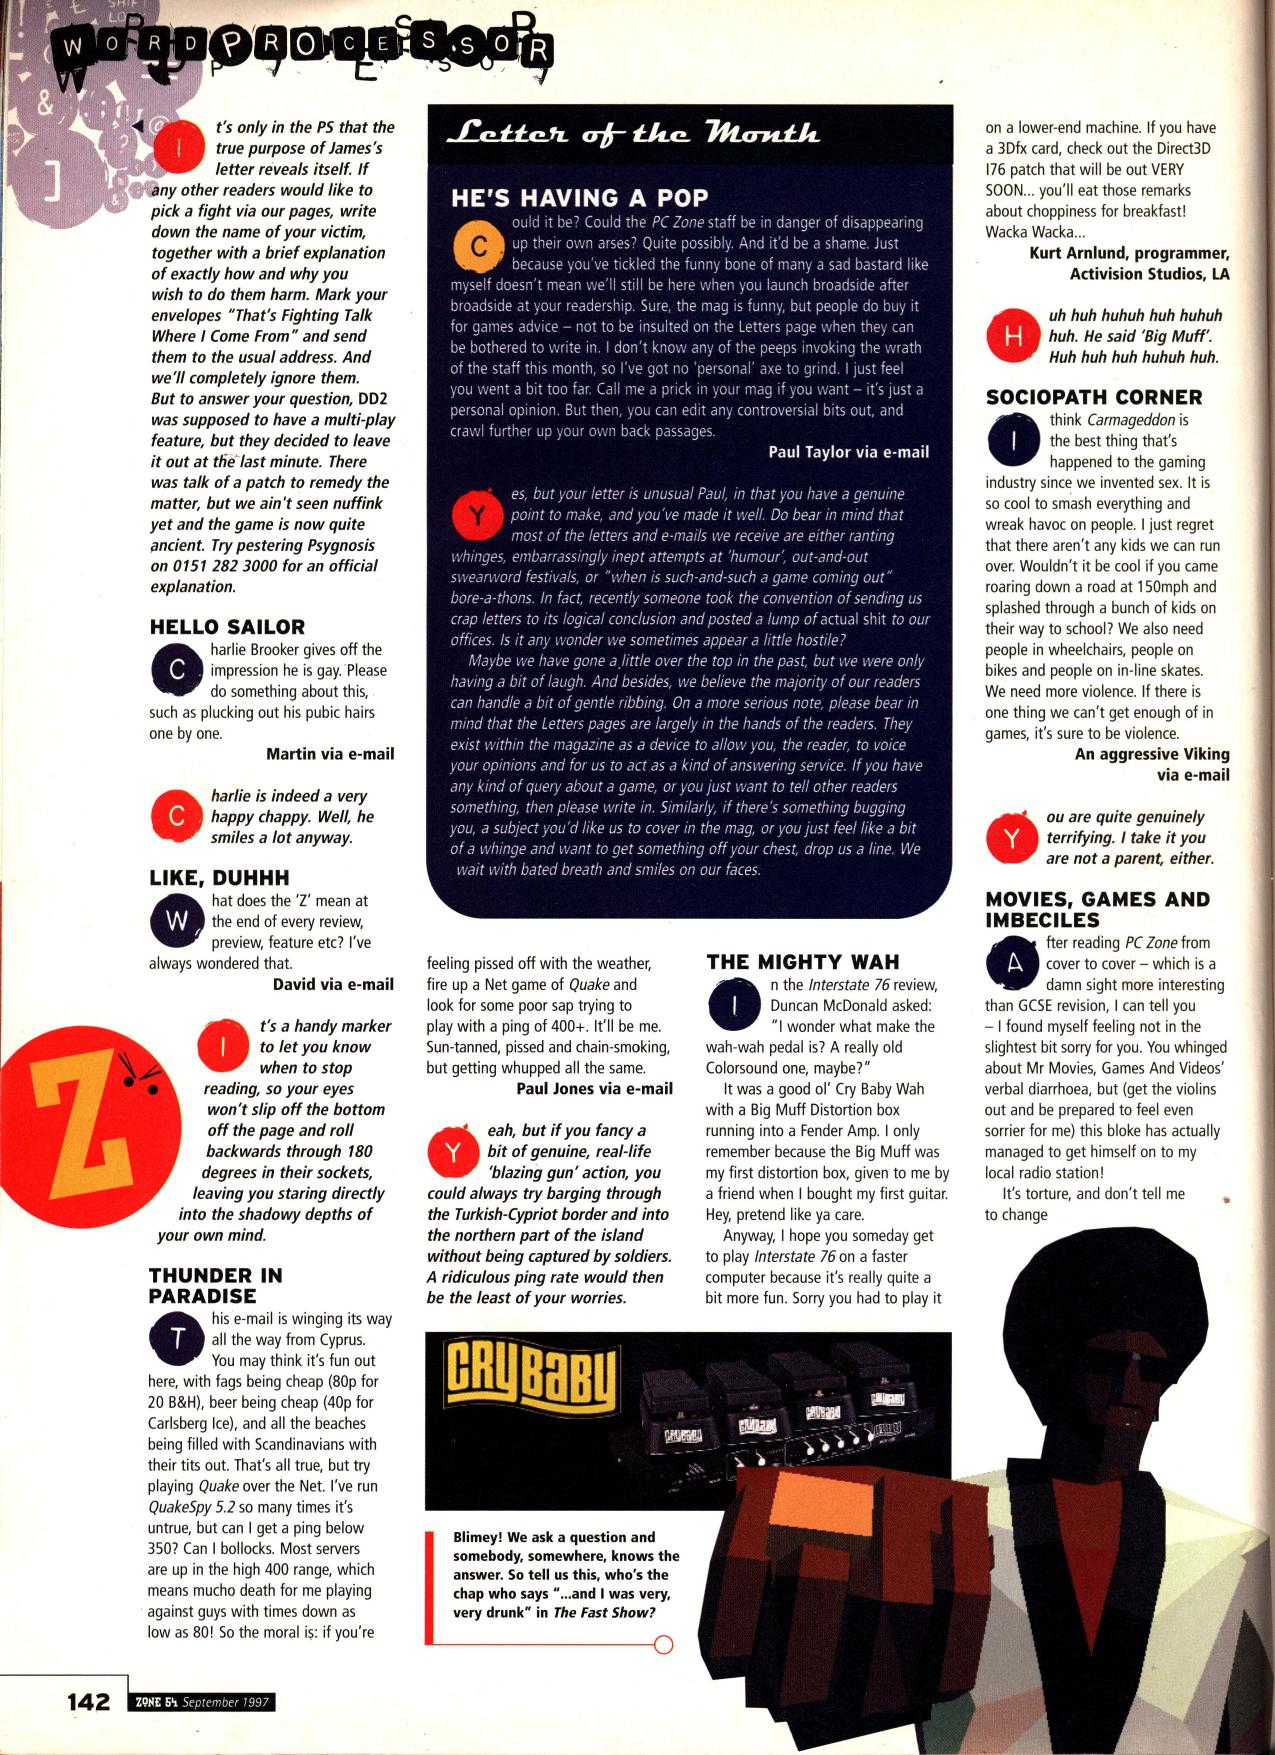 WORDPROCESSOR
It's only in the PS that the
true purpose of James's
letter reveals itself. If
any other readers would like to
pick a fight via our pages, write
down the name of your victim,
together with a brief explanation
of exactly how and why you
wish to do them harm. Mark your
envelopes "That's Fighting Talk
Where I Come From" and send
them to the usual address. And
we'll completely ignore them.
But to answer your question, DD2
was supposed to have a multi-play
feature, but they decided to leave
it out at the last minute. There
was talk of a patch to remedy the
matter, but we ain't seen nuffink
yet and the game is now quite
ancient. Try pestering Psygnosis
on 0151 282 3000 for an official
explanation.
HELLO SAILOR
Charlie Brooker gives off the
impression he is gay. Please
do something about this,
such as plucking out his pubic hairs
one by one.
Martin via e-mail
Charlie is indeed a very
happy chappy. Well, he
smiles a lot anyway.
LIKE, DUHHH
What does the 'Z' mean at
the end of every review,
preview, feature etc? I've
always wondered that.
David via e-mail
It's a handy marker
to let you know
when to stop
reading, so your eyes
won't slip off the bottom
off the page and roll
backwards through 180
degrees in their sockets,
leaving you staring directly
into the shadowy depths of
your own mind.
Z
THUNDER IN
PARADISE
This e-mail is winging its way
all the way from Cyprus.
You may think it's fun out
here, with fags being cheap (80p for
20 B&H), beer being cheap (40p for
Carlsberg Ice), and all the beaches
being filled with Scandinavians with
their tits out. That's all true, but try
playing Quake over the Net. I've run
QuakeSpy 5.2 so many times it's
untrue, but can I get a ping below
350? Can I bollocks. Most servers
are up in the high 400 range, which
means mucho death for me playing
against guys with times down as
low as 80! So the moral is: if you're
Letter of the Month
HE'S HAVING A POP
Could it be? Could the PC Zone staff be in danger of disappearing
up their own arses? Quite possibly. And it'd be a shame. Just
because you've tickled the funny bone of many a sad bastard like
myself doesn't mean we'll still be here when you launch broadside after
broadside at your readership. Sure, the mag is funny, but people do buy it
for games advice – not to be insulted on the Letters page when they can
be bothered to write in. I don't know any of the peeps invoking the wrath
of the staff this month, so I've got no 'personal' axe to grind. I just feel
you went a bit too far. Call me a prick in your mag if you want – it's just a
personal opinion. But then, you can edit any controversial bits out, and
crawl further up your own back passages.
Paul Taylor via e-mail
Yes, but your letter is unusual Paul, in that you have a genuine
point to make, and you've made it well. Do bear in mind that
most of the letters and e-mails we receive are either ranting
whinges, embarrassingly inept attempts at 'humour', out-and-out
swearword festivals, or "when is such-and-such a game coming out"
bore-a-thons. In fact, recently someone took the convention of sending us
crap letters to its logical conclusion and posted a lump of actual shit to our
offices. Is it any wonder we sometimes appear a little hostile?
Maybe we have gone a little over the top in the past, but we were only
having a bit of laugh. And besides, we believe the majority of our readers
can handle a bit of gentle ribbing. On a more serious note, please bear in
mind that the Letters pages are largely in the hands of the readers. They
exist within the magazine as a device to allow you, the reader, to voice
your opinions and for us to act as a kind of answering service. If you have
any kind of query about a game, or you just want to tell other readers
something, then please write in. Similarly, if there's something bugging
you, a subject you'd like us to cover in the mag, or you just feel like a bit
of a whinge and want to get something off your chest, drop us a line. We
wait with bated breath and smiles on our faces.
feeling pissed off with the weather,
fire up a Net game of Quake and
look for some poor sap trying to
play with a ping of 400+. It'll be me.
Sun-tanned, pissed and chain-smoking,
but getting whupped all the same.
Paul Jones via e-mail
Yeah, but if you fancy a
bit of genuine, real-life
'blazing gun' action, you
could always try barging through
the Turkish-Cypriot border and into
the northern part of the island
without being captured by soldiers.
A ridiculous ping rate would then
be the least of your worries.
THE MIGHTY WAH
In the Interstate 76 review,
Duncan McDonald asked:
"I wonder what make the
wah-wah pedal is? A really old
Colorsound one, maybe?"
It was a good ol' Cry Baby Wah
with a Big Muff Distortion box
running into a Fender Amp. I only
remember because the Big Muff was
my first distortion box, given to me by
a friend when I bought my first guitar.
Hey, pretend like ya care.
Anyway, I hope you someday get
to play Interstate 76 on a faster
computer because it's really quite a
bit more fun. Sorry you had to play it
on a lower-end machine. If you have
a 3Dfx card, check out the Direct3D
I76 patch that will be out VERY
SOON... you'll eat those remarks
about choppiness for breakfast!
Wacka Wacka...
Kurt Arnlund, programmer,
Activision Studios, LA
Huh huh huhuh huh huhuh
huh. He said 'Big Muff'.
Huh huh huh huhuh huh.
SOCIOPATH CORNER
I think Carmageddon is
the best thing that's
happened to the gaming
industry since we invented sex. It is
so cool to smash everything and
wreak havoc on people. I just regret
that there aren't any kids we can run
over. Wouldn't it be cool if you came
roaring down a road at 150mph and
splashed through a bunch of kids on
their way to school? We also need
people in wheelchairs, people on
bikes and people on in-line skates.
We need more violence. If there is
one thing we can't get enough of in
games, it's sure to be violence.
An aggressive Viking
via e-mail
You are quite genuinely
terrifying. I take it you
are not a parent, either.
MOVIES, GAMES AND
IMBECILES
After reading PC Zone from
cover to cover – which is a
damn sight more interesting
than GCSE revision, I can tell you
– I found myself feeling not in the
slightest bit sorry for you. You whinged
about Mr Movies, Games And Videos'
verbal diarrhoea, but (get the violins
out and be prepared to feel even
sorrier for me) this bloke has actually
managed to get himself on to my
local radio station!
It's torture, and don't tell me
to change
CRYBABY
CRYBABY
CRYBABY
CRYBABY
CRYBABY
Blimey! We ask a question and
somebody, somewhere, knows the
answer. So tell us this, who's the
chap who says "...and I was very,
very drunk" in The Fast Show?
142 ZONE 54 September 1997